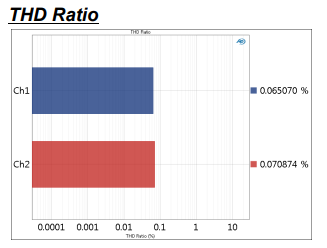 THD Ratio
THD Ratio
Ch1
0.065070 %
Ch2
0.070874 %
0.0001 0.001 0.01 0.1 1 10
THD Ratio (%)